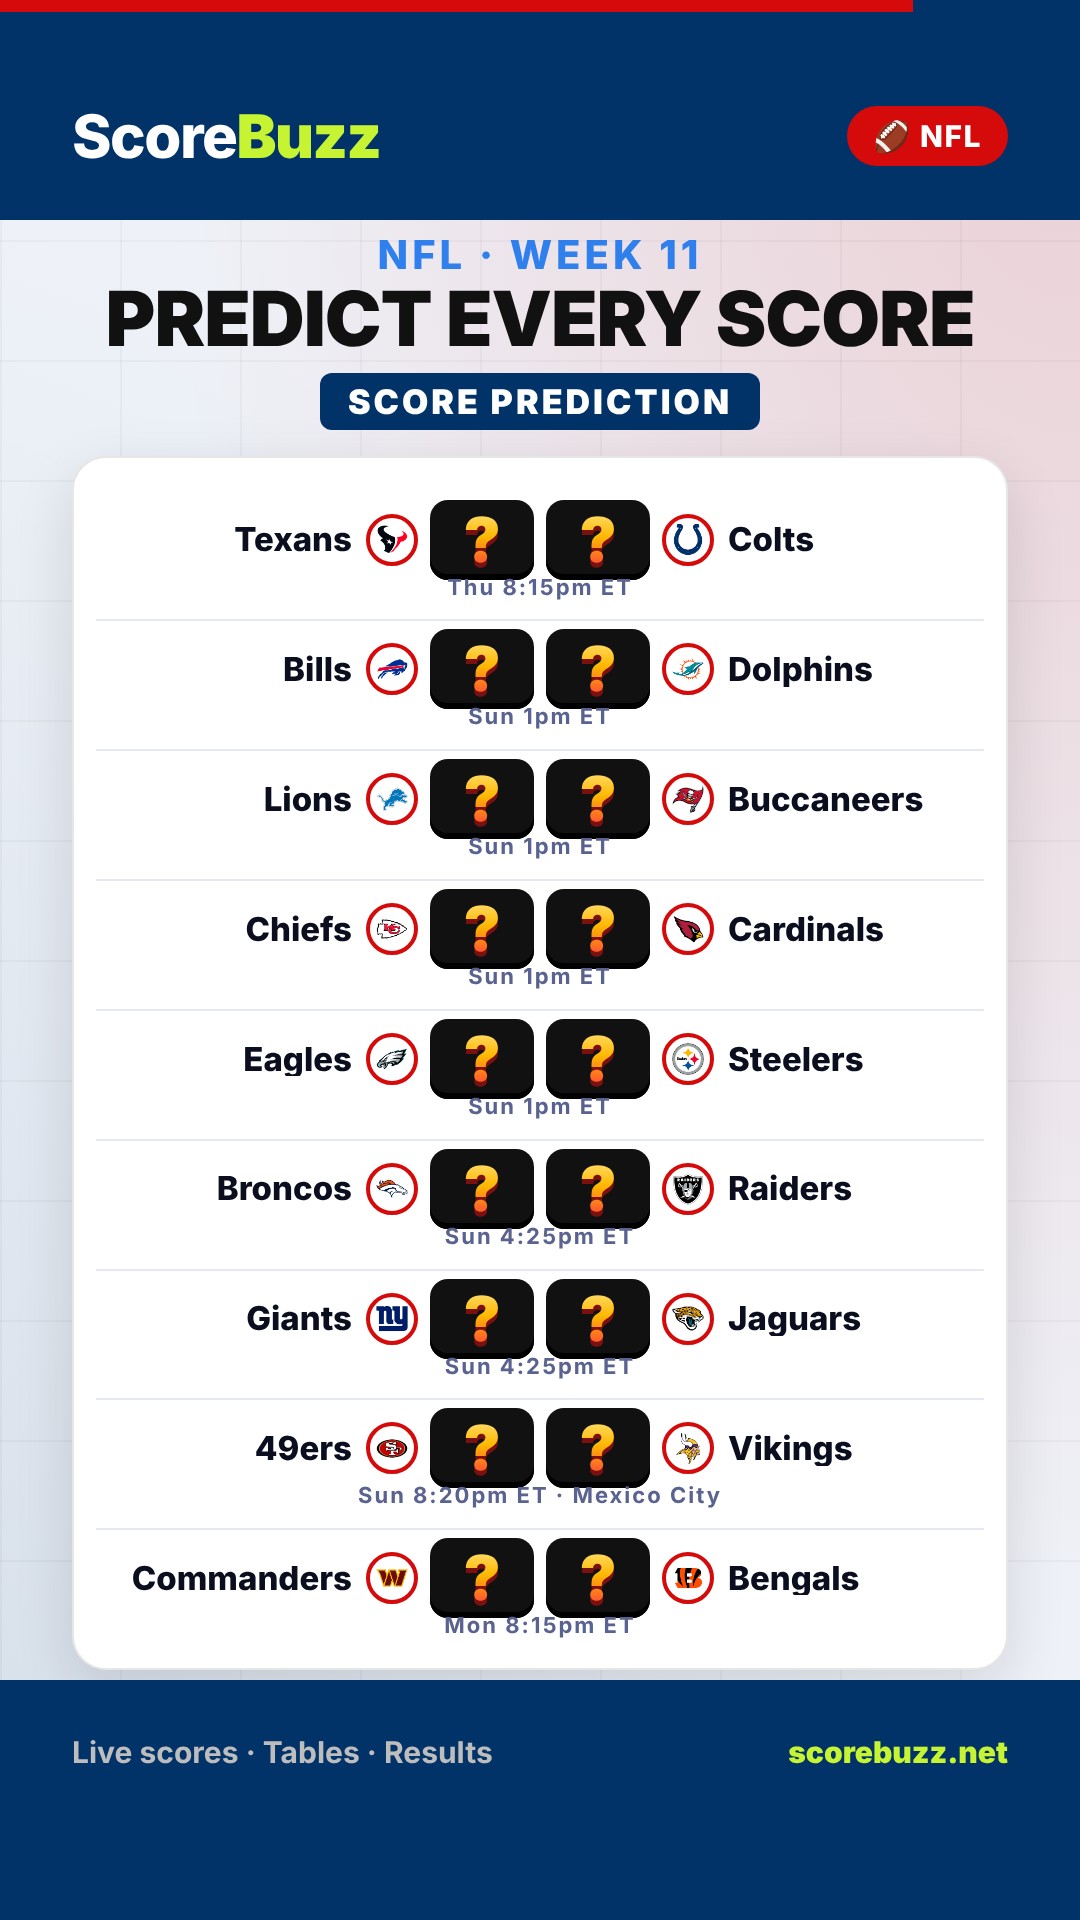 ScoreBuzz
🏈 NFL
NFL · WEEK 11
PREDICT EVERY SCORE
SCORE PREDICTION
Texans ? ? Colts
Thu 8:15pm ET
Bills ? ? Dolphins
Sun 1pm ET
Lions ? ? Buccaneers
Sun 1pm ET
Chiefs ? ? Cardinals
Sun 1pm ET
Eagles ? ? Steelers
Sun 1pm ET
Broncos ? ? Raiders
Sun 4:25pm ET
Giants ny ? ? Jaguars
Sun 4:25pm ET
49ers SF ? ? Vikings
Sun 8:20pm ET · Mexico City
Commanders W ? ? B Bengals
Mon 8:15pm ET
Live scores · Tables · Results
scorebuzz.net